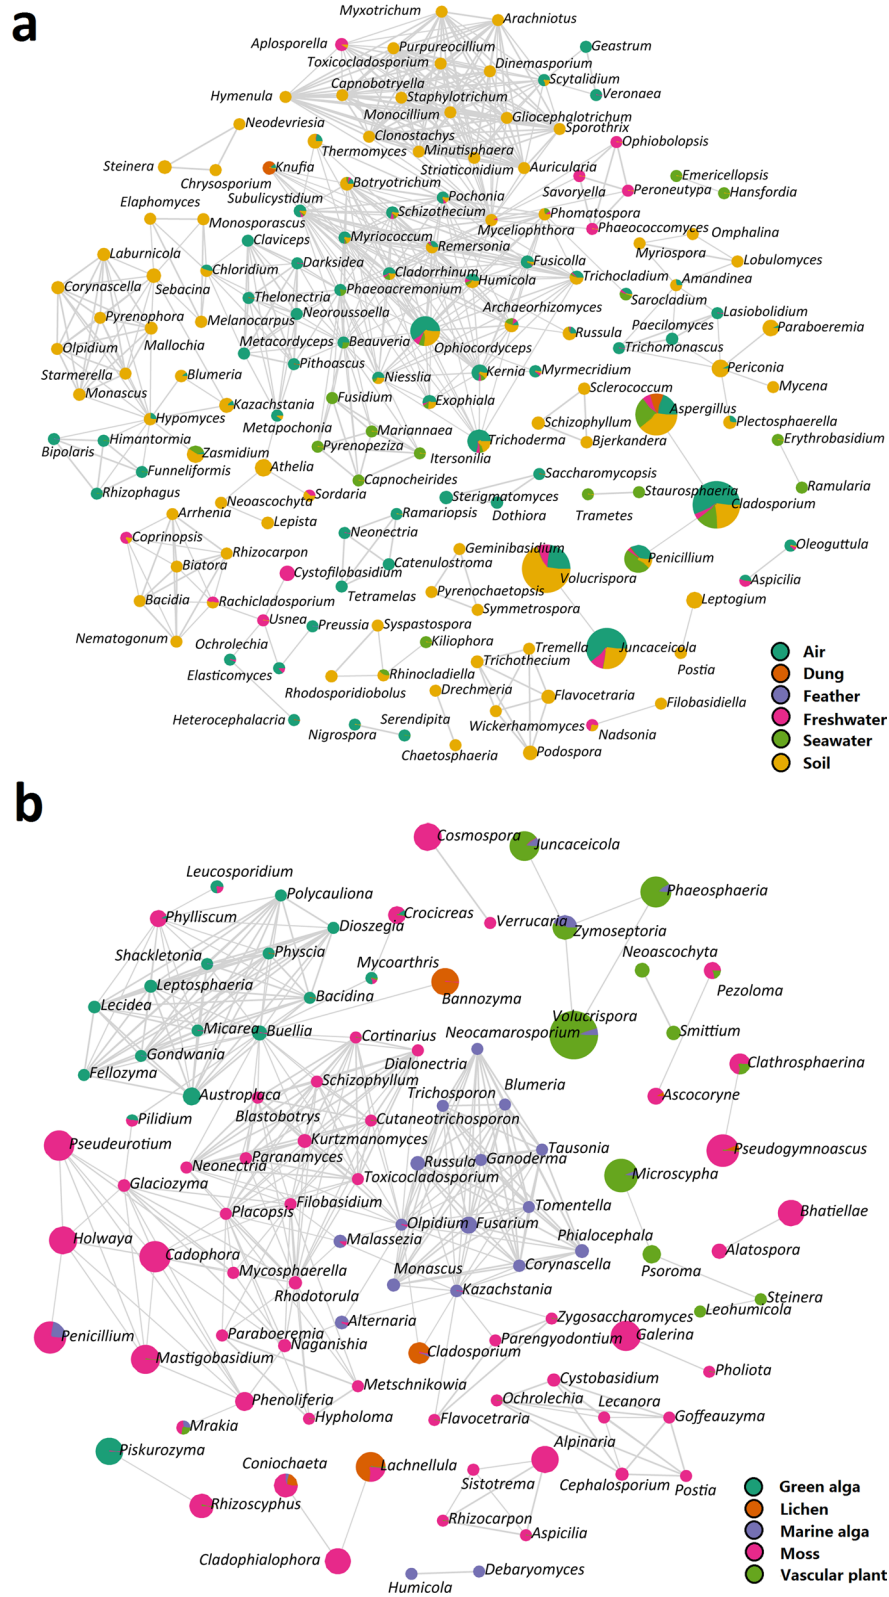 a
Myxotrichum
Arachniotus
Aplosporella
Purpureocillium
Geastrum
Toxicocladosporium
Dinemasporium
Capnobotryella
Scytalidium
Hymenula
Staphylotrichum
Veronaea
Monocillium
Gliocephalotrichum
Neodevriesia
Sporothrix
Clonostachys
Ophiobolopsis
Thermomyces
Minutisphaera
Steinera
Knufia
Striaticonidium
Auricularia
Emericellopsis
Chrysosporium
Botryotrichum
Savoryella
Peroneutypa
Hansfordia
Subulicystidium
Pochonia
Elaphomyces
Schizothecium
Phomatospora
Monosporascus
Myceliophthora
Phaeococcomyces
Omphalina
Claviceps
Myriococcum
Remersonia
Myriospora
Laburnicola
Darksidea
Fusicolla
Lobulomyces
Chloridium
Cladorrhinum
Humicola
Trichocladium
Amandinea
Corynascella
Sebacina
Phaeoacremonium
Sarocladium
Thelonectria
Archaeorhizomyces
Pyrenophora
Melanocarpus
Neoroussoella
Lasiobolidium
Mallochia
Metacordyceps
Beauveria
Ophiocordyceps
Russula
Paecilomyces
Paraboeremia
Olpidium
Trichomonascus
Pithoascus
Starmerella
Blumeria
Niesslia
Kernia
Myrmecridium
Periconia
Monascus
Sclerococcum
Mycena
Kazachstania
Fusidium
Exophiala
Aspergillus
Hypomyces
Metapochonia
Schizophyllum
Plectosphaerella
Bipolaris
Himantormia
Mariannaea
Trichoderma
Bjerkandera
Erythrobasidium
Zasmidium
Pyrenopeziza
Itersonilia
Funneliformis
Athelia
Capnocheirides
Saccharomycopsis
Rhizophagus
Sordaria
Sterigmatomyces
Staurosphaeria
Ramularia
Neoascochyta
Cladosporium
Arrhenia
Lepista
Ramariopsis
Dothiora
Trametes
Coprinopsis
Neonectria
Rhizocarpon
Geminibasidium
Penicillium
Oleoguttula
Biatora
Cystofilobasidium
Catenulostroma
Volucrispora
Aspicilia
Tetramelas
Pyrenochaetopsis
Bacidia
Rachicladosporium
Symmetrospora
Leptogium
Usnea
Preussia
Syspastospora
Nematogonum
Ochrolechia
Kiliophora
Tremella
Juncaceicola
Elasticomyces
Rhinocladiella
Trichothecium
Postia
Air
Rhodosporidiobolus
Drechmeria
Flavocetraria
Dung
Filobasidiella
Feather
Heterocephalacria
Serendipita
Wickerhamomyces
Freshwater
Nigrospora
Nadsonia
Seawater
Chaetosphaeria
Podospora
Soil
b
Cosmospora
Juncaceicola
Leucosporidium
Polycauliona
Phaeosphaeria
Phylliscum
Crocicreas
Verrucaria
Dioszegia
Zymoseptoria
Shackletonia
Physcia
Mycoarthris
Neoascochyta
Leptosphaeria
Pezoloma
Lecidea
Bacidina
Bannozyma
Volucrispora
Micarea
Buellia
Cortinarius
Neocamarosporium
Smittium
Gondwania
Dialonectria
Clathrosphaerina
Fellozyma
Schizophyllum
Blumeria
Austroplaca
Trichosporon
Ascocoryne
Pilidium
Blastobotrys
Cutaneotrichosporon
Pseudeurotium
Kurtzmanomyces
Tausonia
Pseudogymnoascus
Neonectria
Paranamyces
Russula
Ganoderma
Glaciozyma
Toxicocladosporium
Microscypha
Placopsis
Filobasidium
Tomentella
Bhatiellae
Holwaya
Olpidium
Fusarium
Malassezia
Phialocephala
Cadophora
Alatospora
Mycosphaerella
Monascus
Corynascella
Psoroma
Rhodotorula
Kazachstania
Steinera
Leohumicola
Penicillium
Paraboeremia
Alternaria
Zygosaccharomyces
Naganishia
Parengyodontium
Galerina
Mastigobasidium
Cladosporium
Pholiota
Metschnikowia
Cystobasidium
Phenoliferia
Ochrolechia
Lecanora
Mrakia
Hypholoma
Flavocetraria
Goffeauzyma
Piskurozyma
Alpinaria
Coniochaeta
Lachnellula
Sistotrema
Cephalosporium
Postia
Green alga
Rhizoscyphus
Lichen
Rhizocarpon
Marine alga
Aspicilia
Cladophialophora
Moss
Debaryomyces
Vascular plant
Humicola